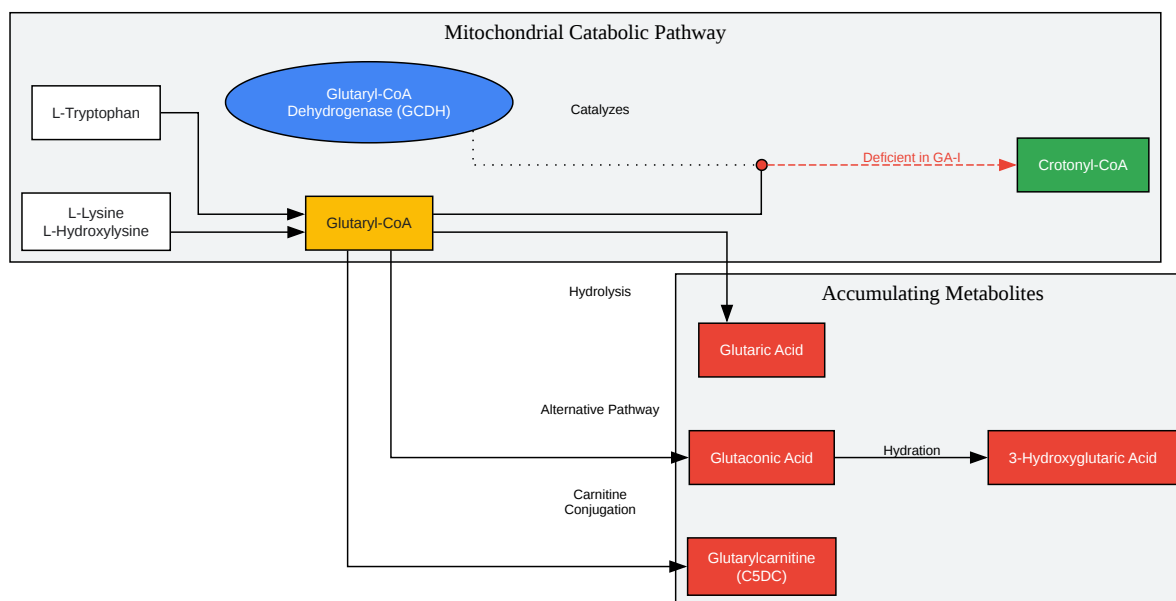 Mitochondrial Catabolic Pathway
L-Tryptophan
Glutaryl-CoA
Dehydrogenase (GCDH)
Catalyzes
Deficient in GA-I
Crotonyl-CoA
L-Lysine
L-Hydroxylysine
Glutaryl-CoA
Hydrolysis
Accumulating Metabolites
Glutaric Acid
Alternative Pathway
Glutaconic Acid
Hydration
3-Hydroxyglutaric Acid
Carnitine
Conjugation
Glutarylcarnitine
(C5DC)